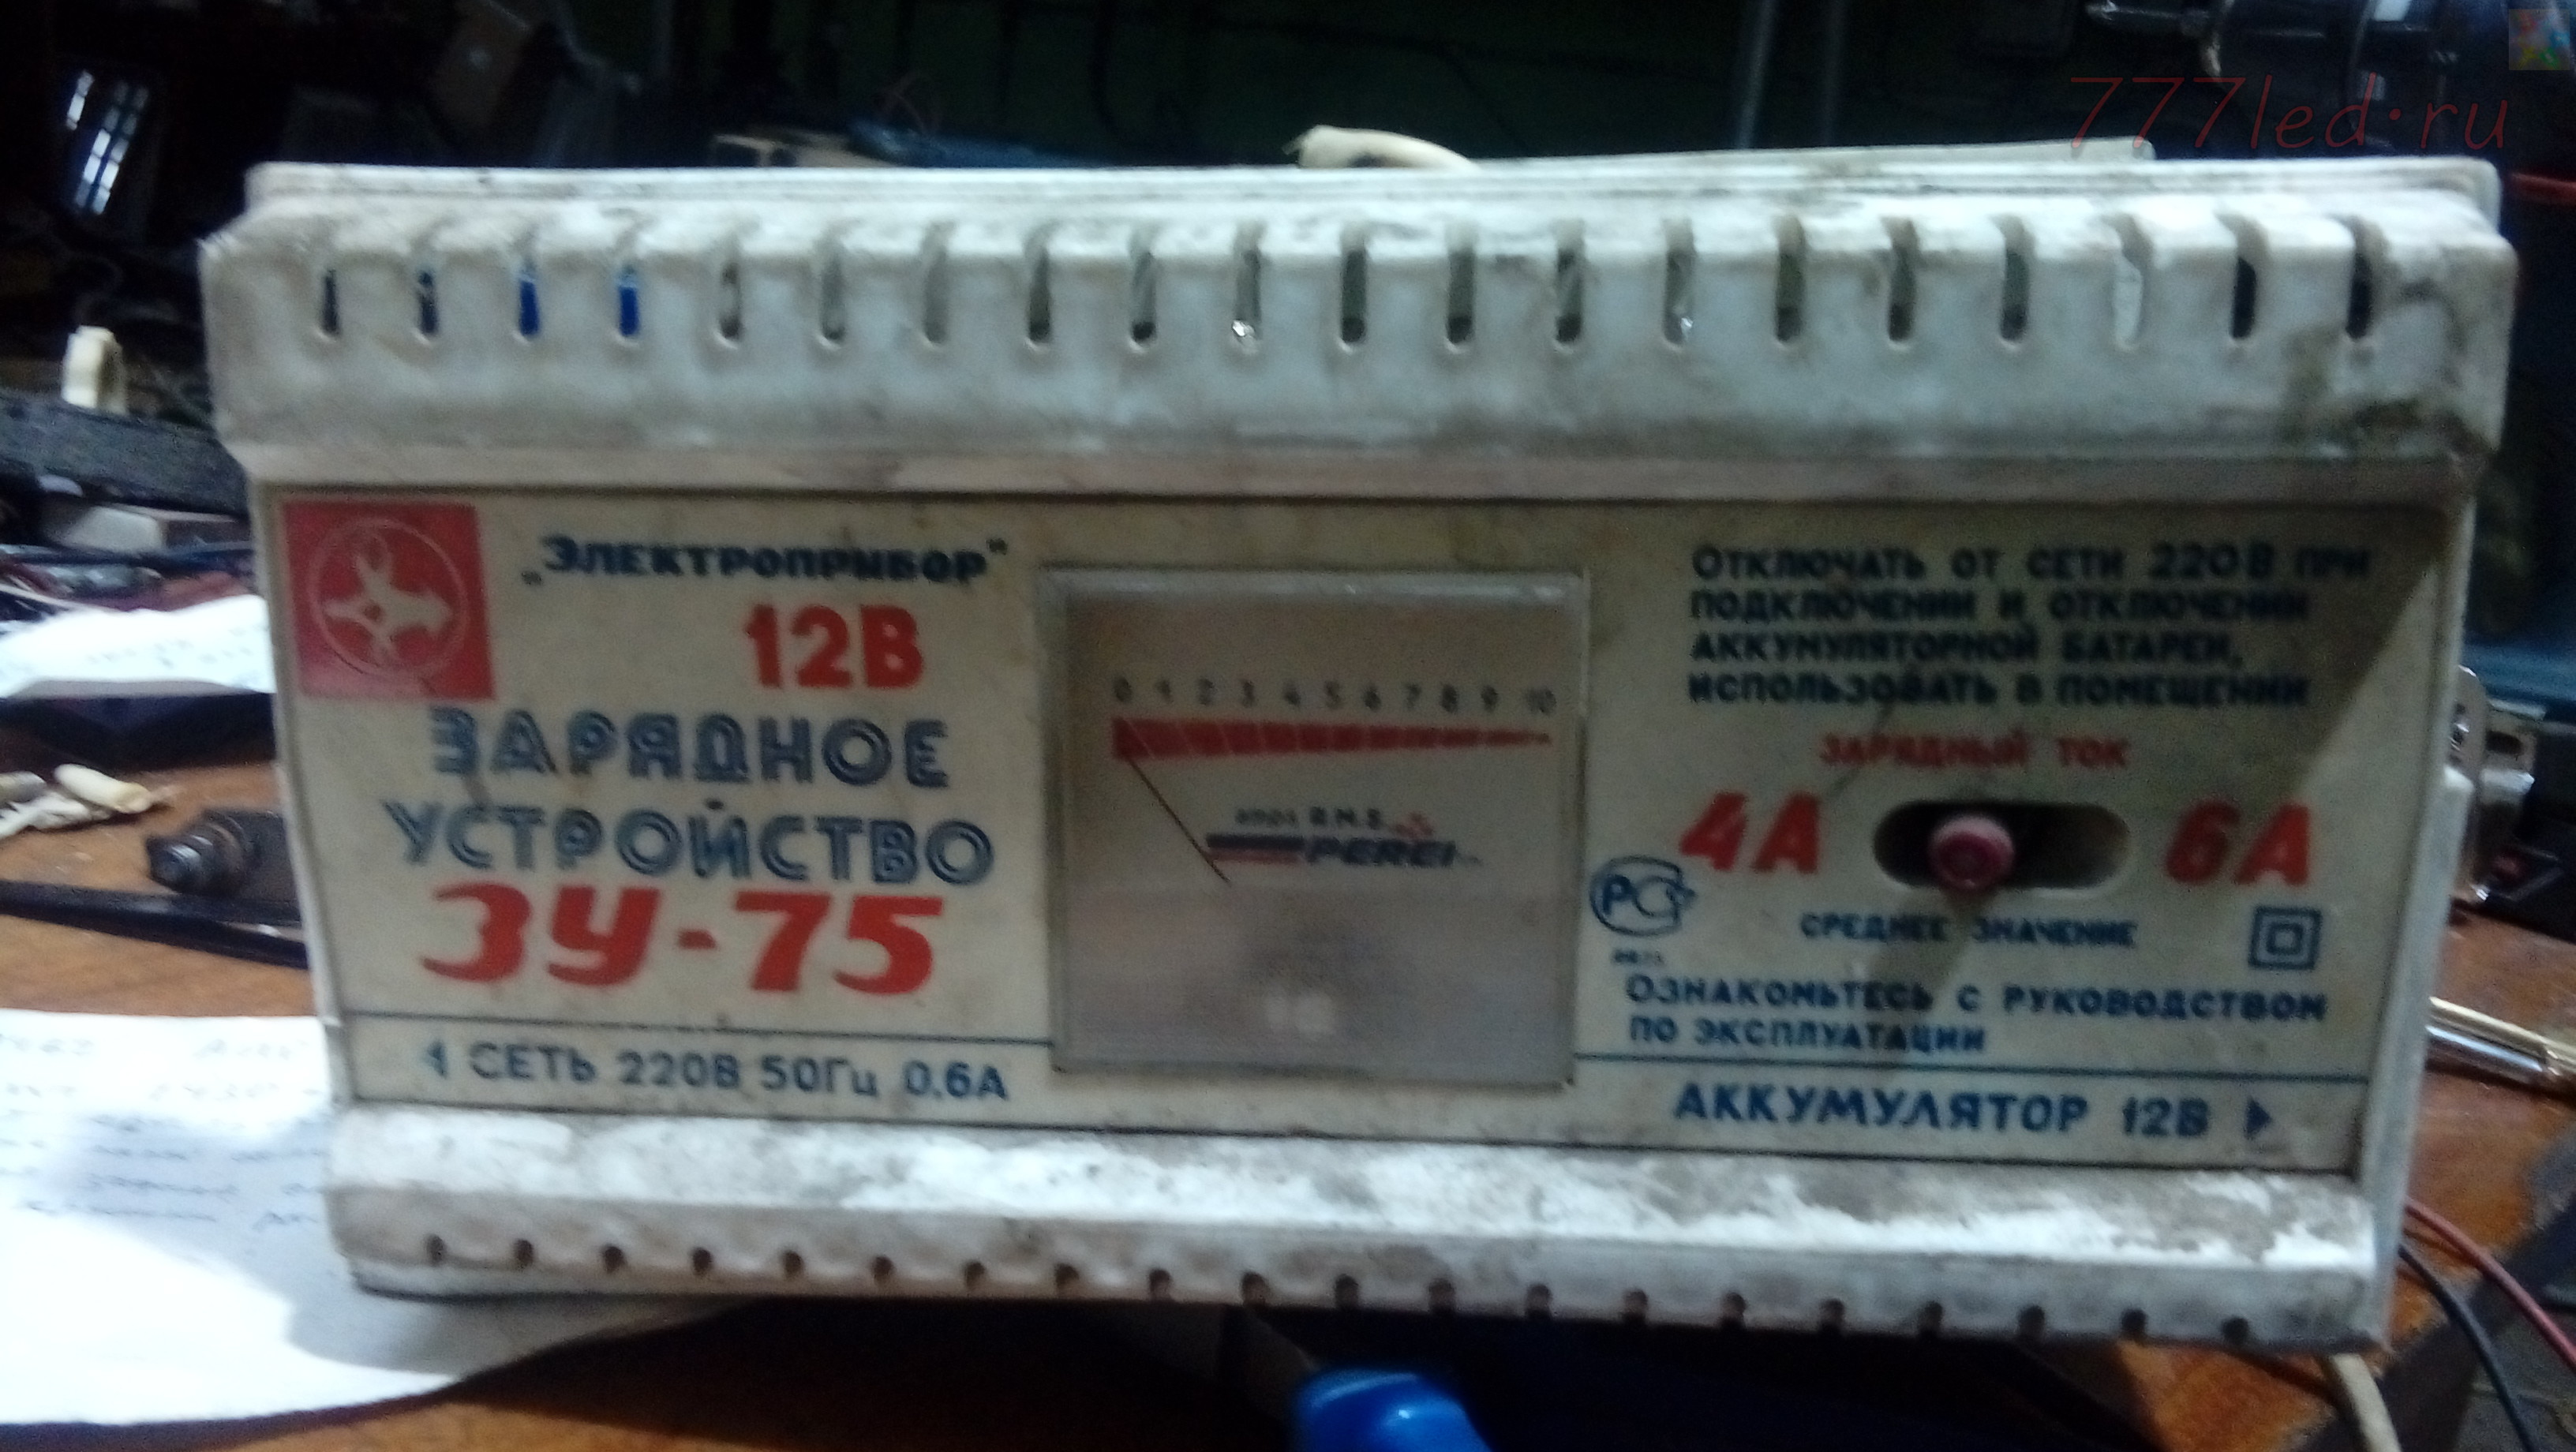 777led.ru
„Электроприбор"
12В
ЗАРЯДНОЕ
УСТРОЙСТВО
ЗУ-75
◀ СЕТЬ 220В 50Гц 0,6А
0 1 2 3 4 5 6 7 8 9 10
R.M.S.
PEREI
Отключать от сети 220В при
подключении и отключении
аккумуляторной батареи,
использовать в помещении
ЗАРЯДНЫЙ ТОК
4А 6А
РСТ
СРЕДНЕЕ ЗНАЧЕНИЕ
Ознакомьтесь с руководством
по эксплуатации
АККУМУЛЯТОР 12В ▶